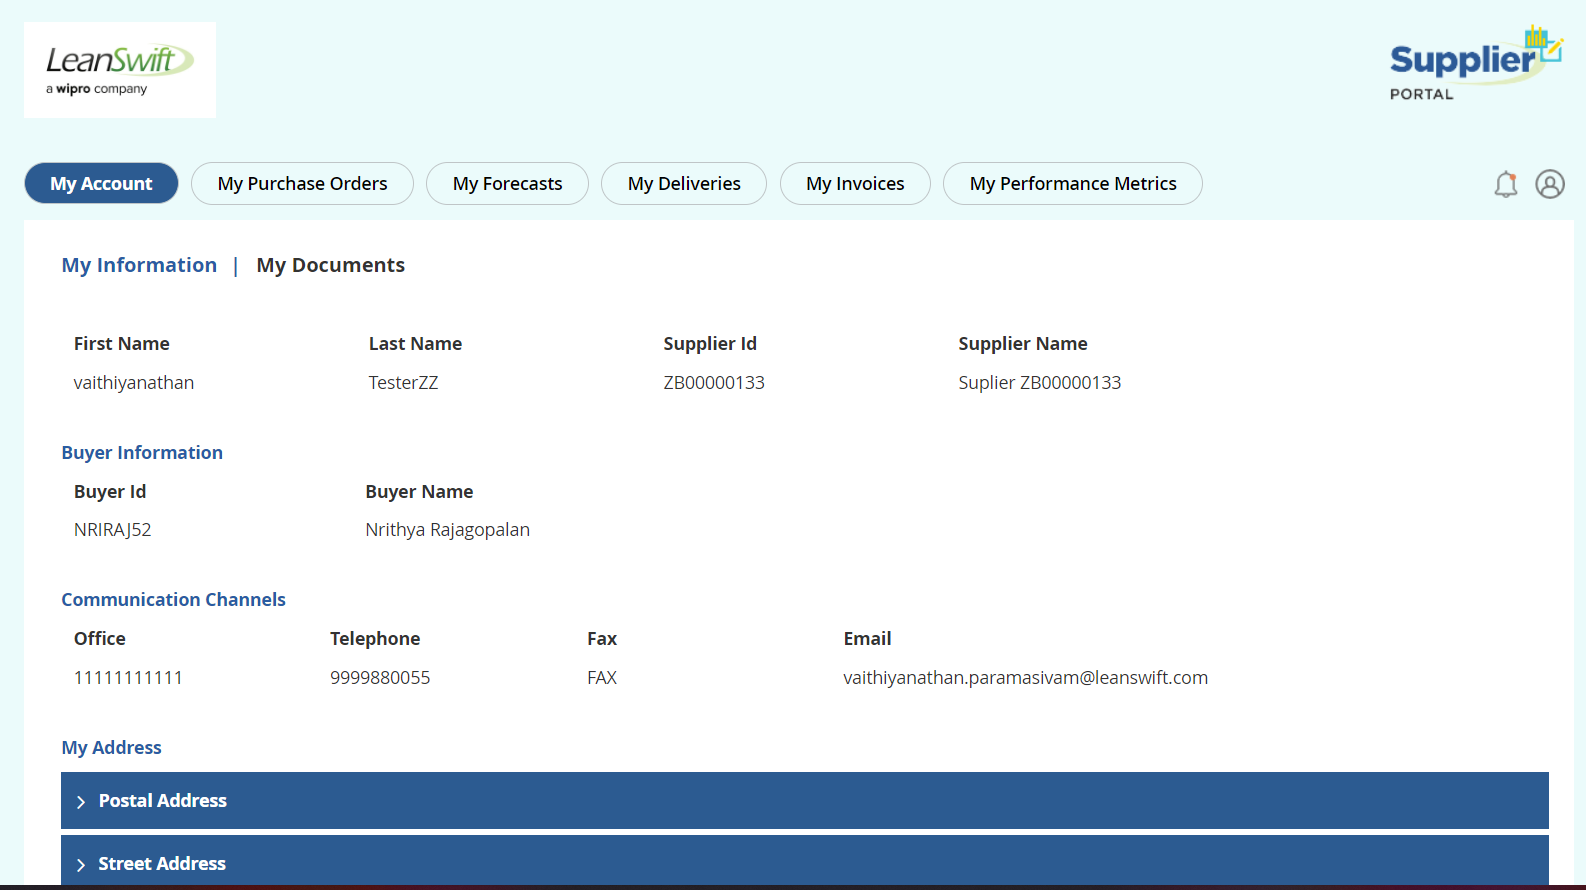 LeanSwift
a wipro company
Supplier
PORTAL
My Account
My Purchase Orders
My Forecasts
My Deliveries
My Invoices
My Performance Metrics
My Information | My Documents
First Name Last Name Supplier Id Supplier Name
vaithiyanathan TesterZZ ZB00000133 Suplier ZB00000133
Buyer Information
Buyer Id Buyer Name
NRIRAJ52 Nrithya Rajagopalan
Communication Channels
Office Telephone Fax Email
11111111111 9999880055 FAX vaithiyanathan.paramasivam@leanswift.com
My Address
Postal Address
Street Address